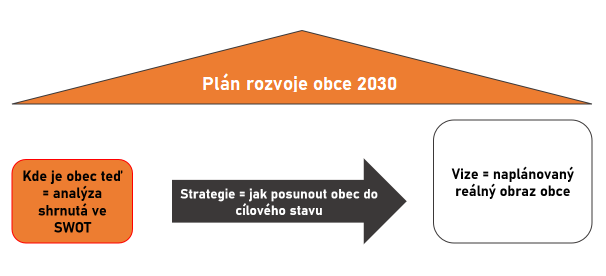 Plán rozvoje obce 2030
Kde je obec teď
= analýza
shrnutá ve
SWOT
Strategie = jak posunout obec do
cílového stavu
Vize = naplánovaný
reálný obraz obce